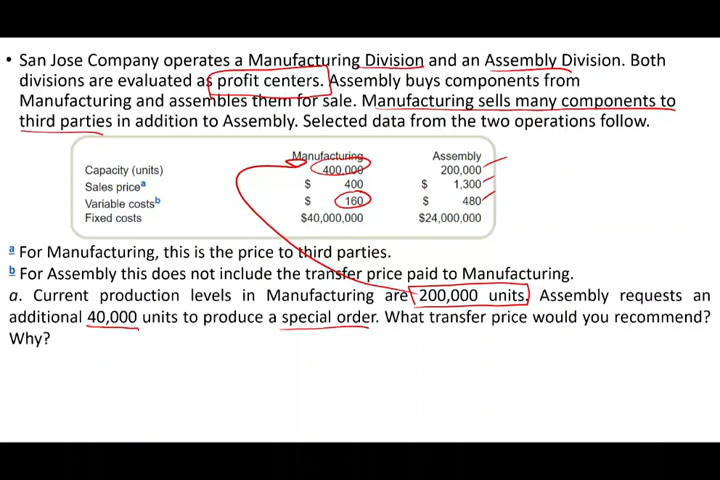 • San Jose Company operates a Manufacturing Division and an Assembly Division. Both
divisions are evaluated as profit centers. Assembly buys components from
Manufacturing and assembles them for sale. Manufacturing sells many components to
third parties in addition to Assembly. Selected data from the two operations follow.
Manufacturing Assembly
Capacity (units) 400,000 200,000
Sales priceᵃ $ 400 $ 1,300
Variable costsᵇ $ 160 $ 480
Fixed costs $40,000,000 $24,000,000
ᵃ For Manufacturing, this is the price to third parties.
ᵇ For Assembly this does not include the transfer price paid to Manufacturing.
a. Current production levels in Manufacturing are 200,000 units. Assembly requests an
additional 40,000 units to produce a special order. What transfer price would you recommend?
Why?